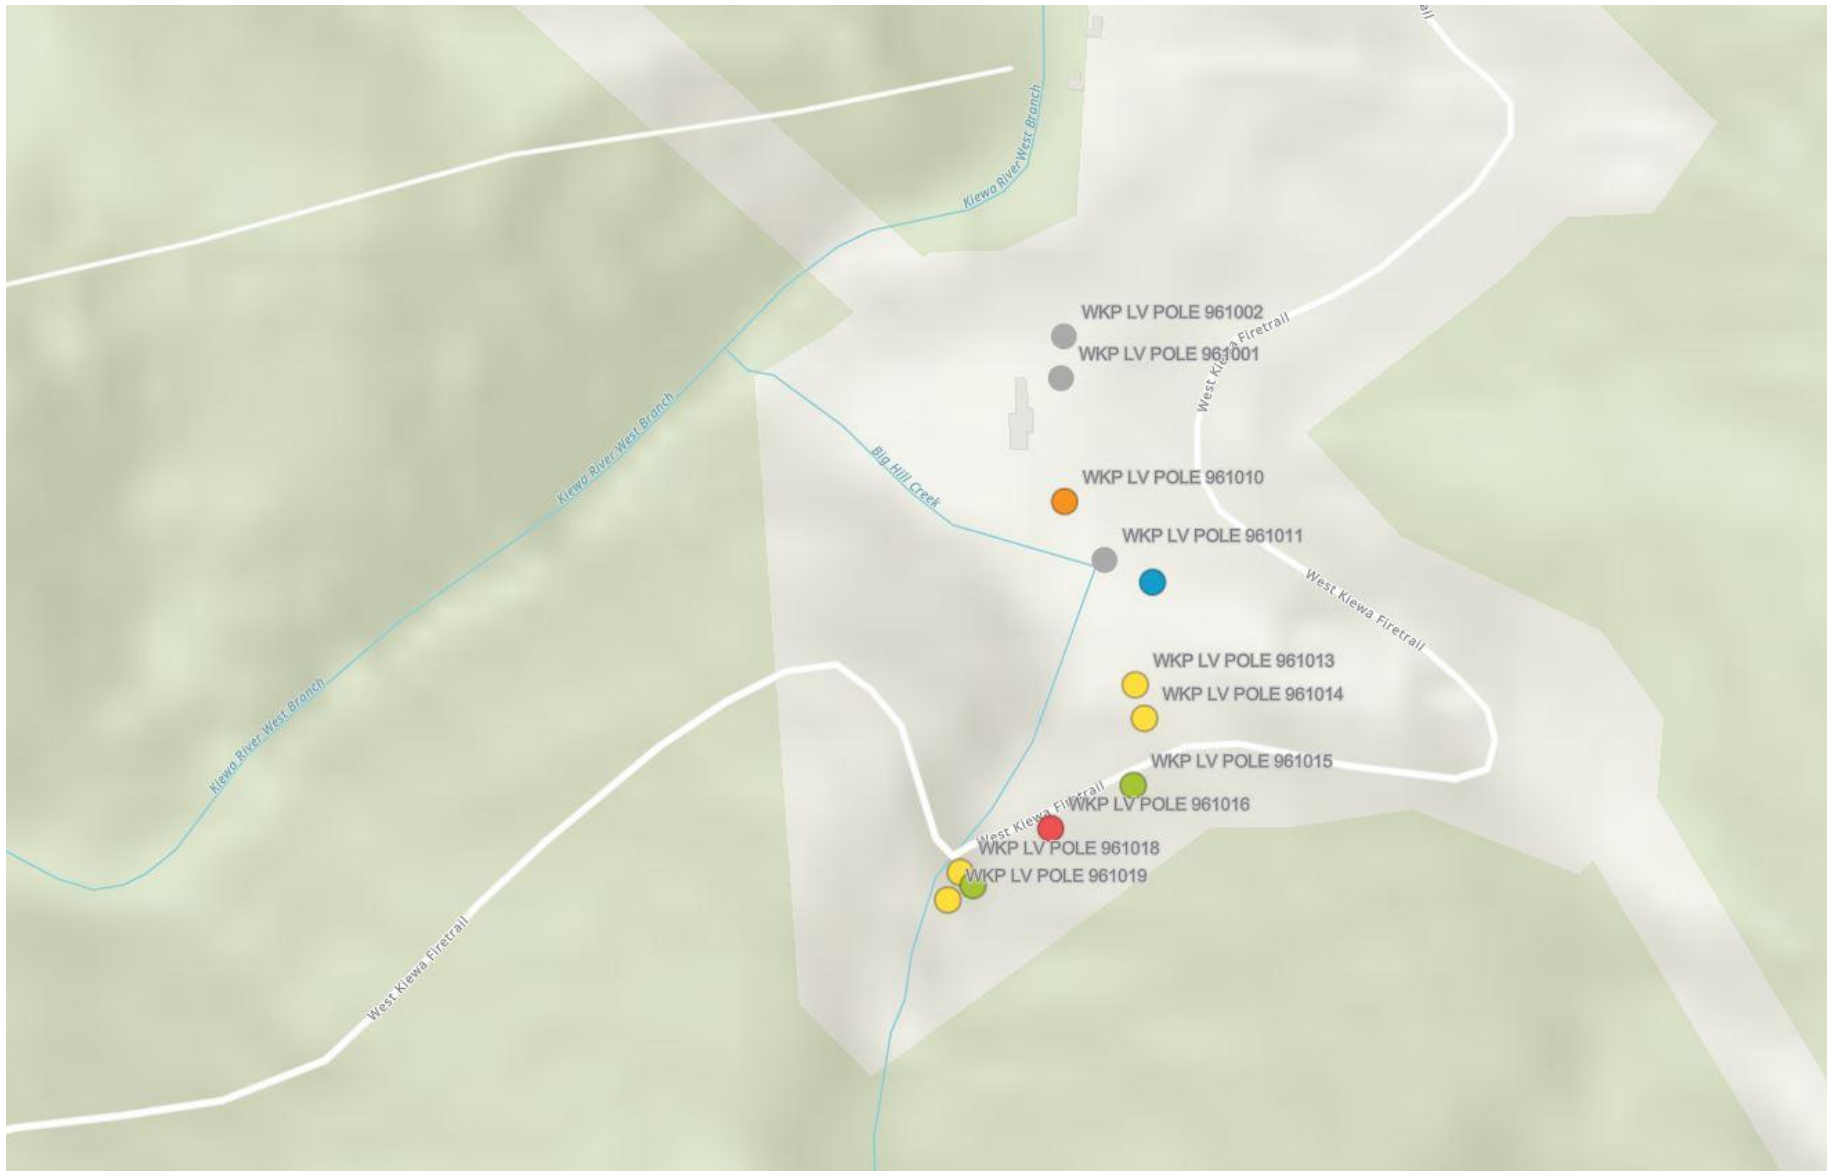 ail
Kiewa River West Branch
WKP LV POLE 961002
West Kiewa Firetrail
WKP LV POLE 961001
Kiewa River West Branch
Big Hill Creek
WKP LV POLE 961010
WKP LV POLE 961011
West Kiewa Firetrail
WKP LV POLE 961013
WKP LV POLE 961014
Kiewa River West Branch
WKP LV POLE 961015
WKP LV POLE 961016
West Kiewa Firetrail
WKP LV POLE 961018
WKP LV POLE 961019
West Kiewa Firetrail